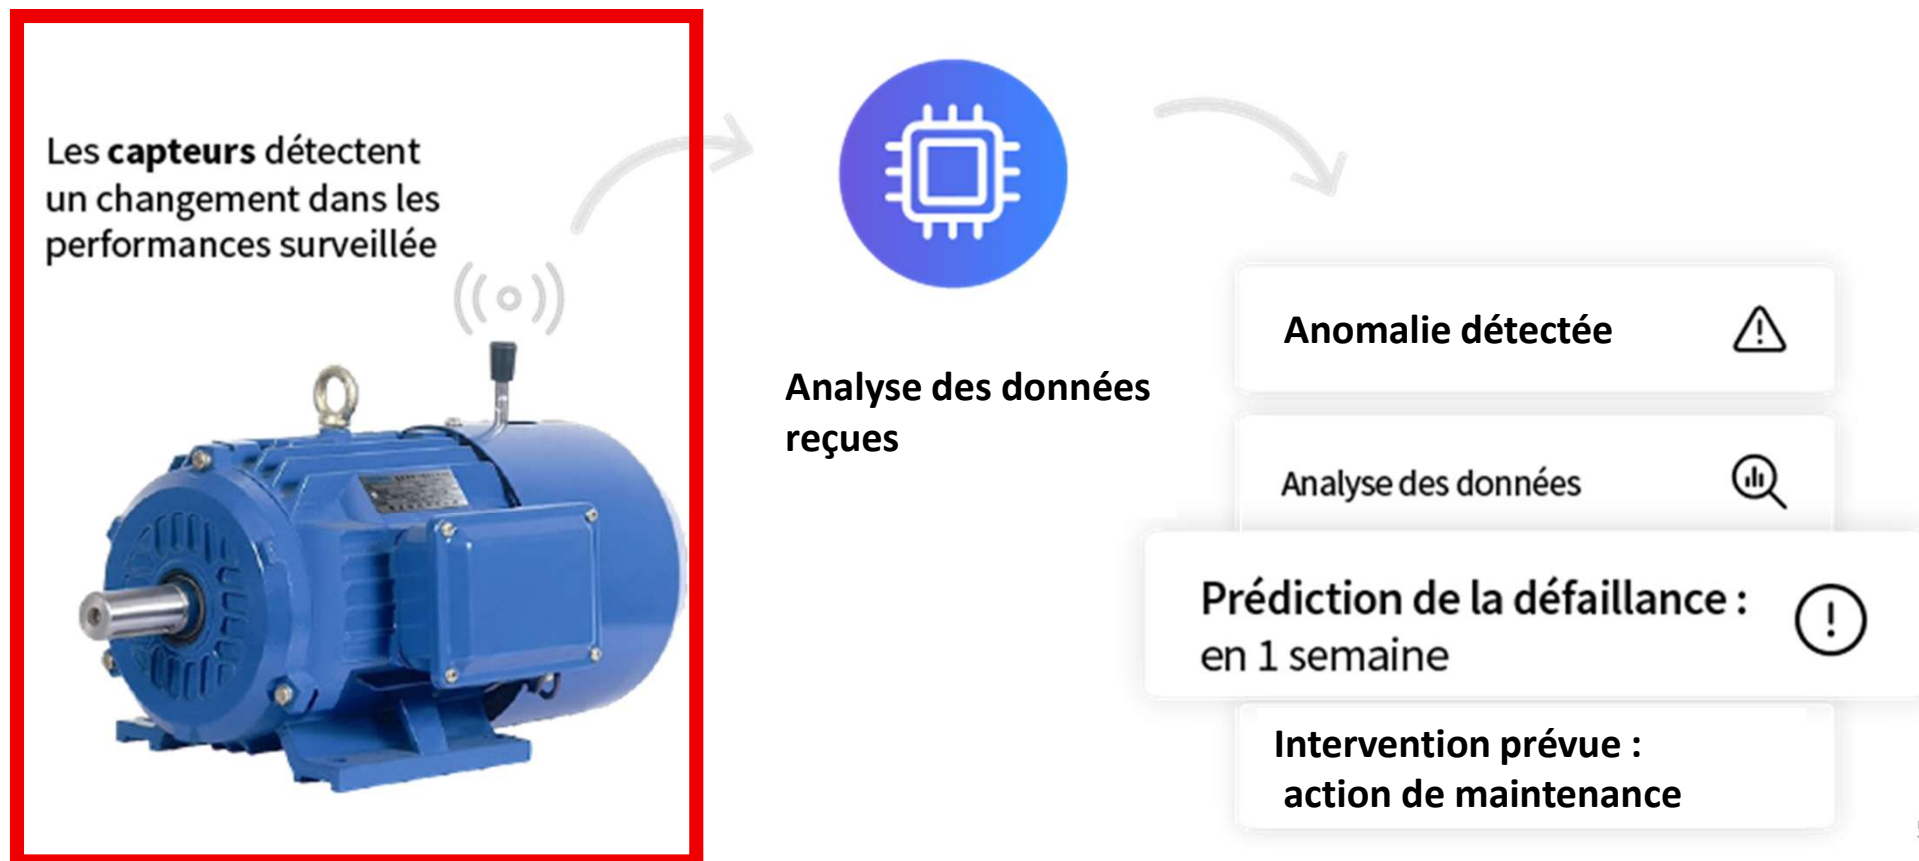 Les capteurs détectent
un changement dans les
performances surveillée
Analyse des données
reçues
Anomalie détectée
Analyse des données
Prédiction de la défaillance :
en 1 semaine
Intervention prévue :
action de maintenance